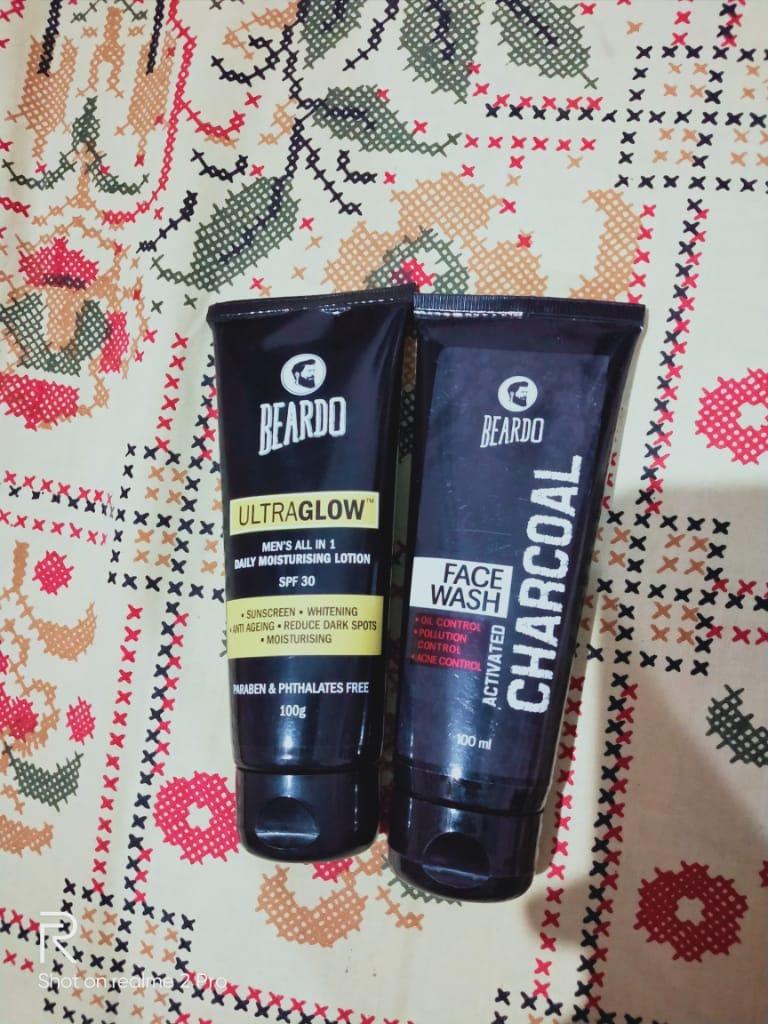 BEARDO
ULTRAGLOW™
MEN'S ALL IN 1
DAILY MOISTURISING LOTION
SPF 30
• SUNSCREEN • WHITENING
• ANTI AGEING • REDUCE DARK SPOTS
• MOISTURISING
PARABEN & PHTHALATES FREE
100g
BEARDO
FACE
WASH
• OIL CONTROL
• POLLUTION
CONTROL
• ACNE CONTROL
ACTIVATED
CHARCOAL
100 ml
R
Shot on realme 2 Pro